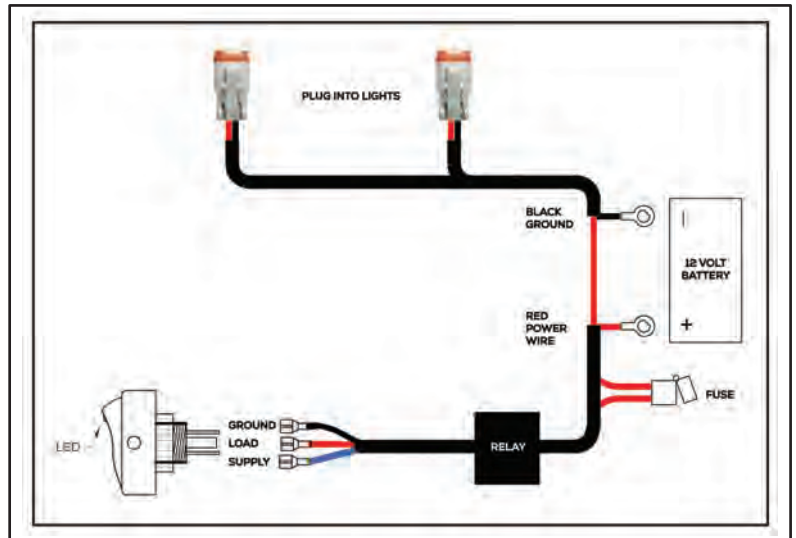 PLUG INTO LIGHTS
BLACK
GROUND
12 VOLT
BATTERY
RED
POWER
WIRE
+
FUSE
GROUND
LOAD
SUPPLY
LED
RELAY